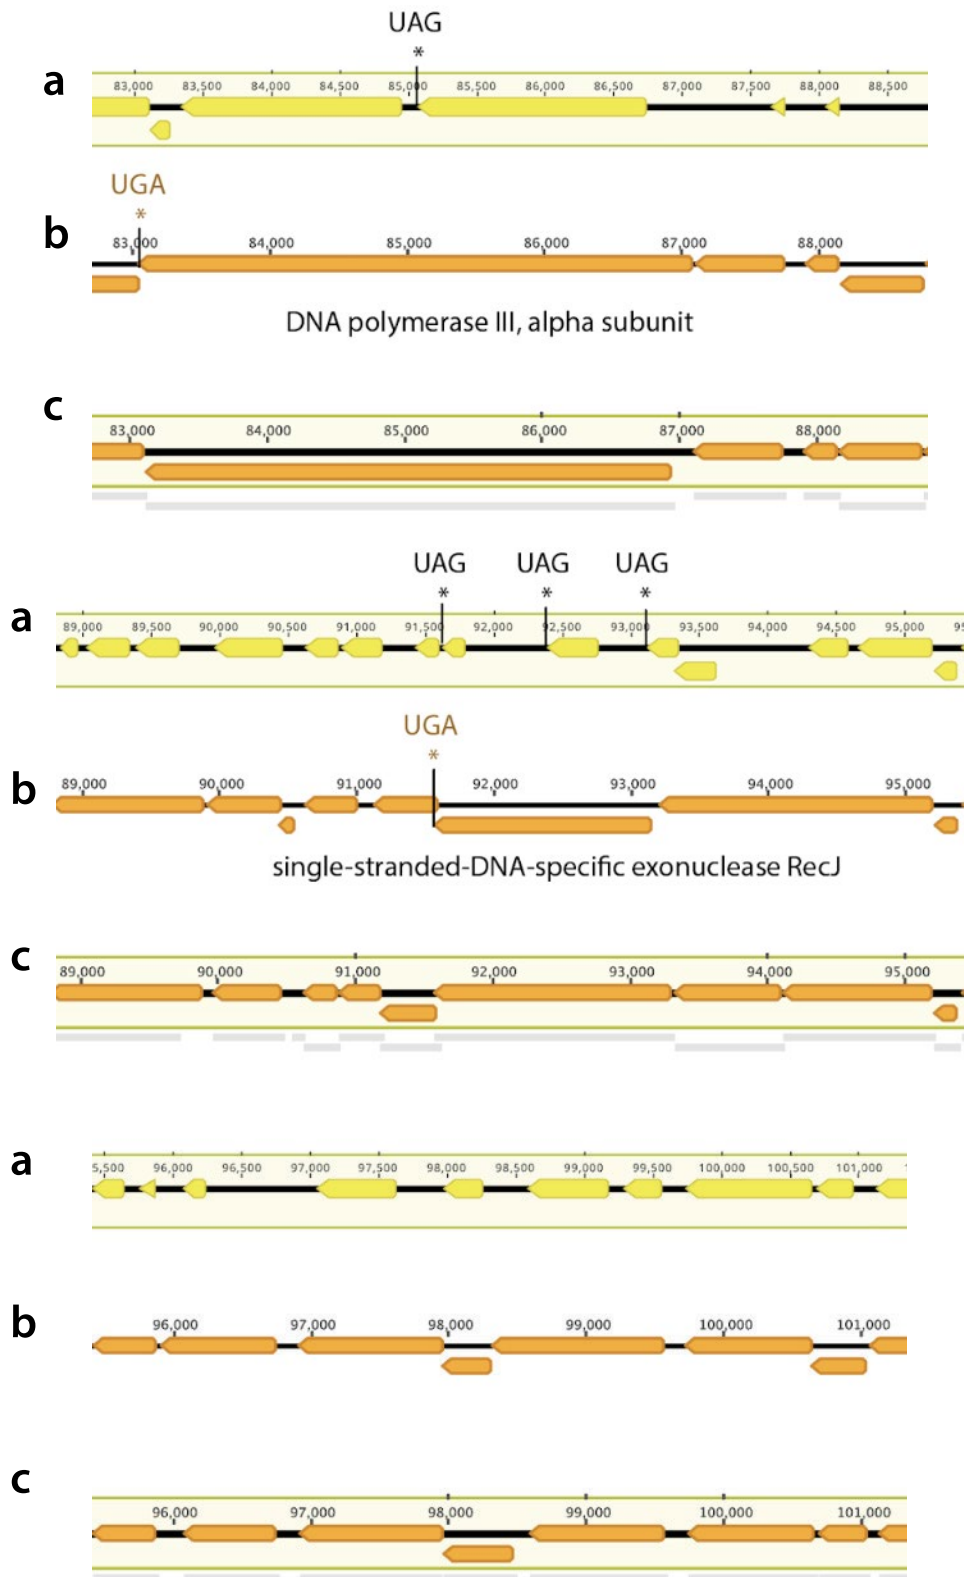 UAG
*
a
83,000 83,500 84,000 84,500 85,000 85,500 86,000 86,500 87,000 87,500 88,000 88,500
UGA
*
b
83,000 84,000 85,000 86,000 87,000 88,000
DNA polymerase III, alpha subunit
c
83,000 84,000 85,000 86,000 87,000 88,000
UAG UAG UAG
* * *
a
89,000 89,500 90,000 90,500 91,000 91,500 92,000 92,500 93,000 93,500 94,000 94,500 95,000 95
UGA
*
b
89,000 90,000 91,000 92,000 93,000 94,000 95,000
single-stranded-DNA-specific exonuclease RecJ
c
89,000 90,000 91,000 92,000 93,000 94,000 95,000
a
5,500 96,000 96,500 97,000 97,500 98,000 98,500 99,000 99,500 100,000 100,500 101,000
b
96,000 97,000 98,000 99,000 100,000 101,000
c
96,000 97,000 98,000 99,000 100,000 101,000